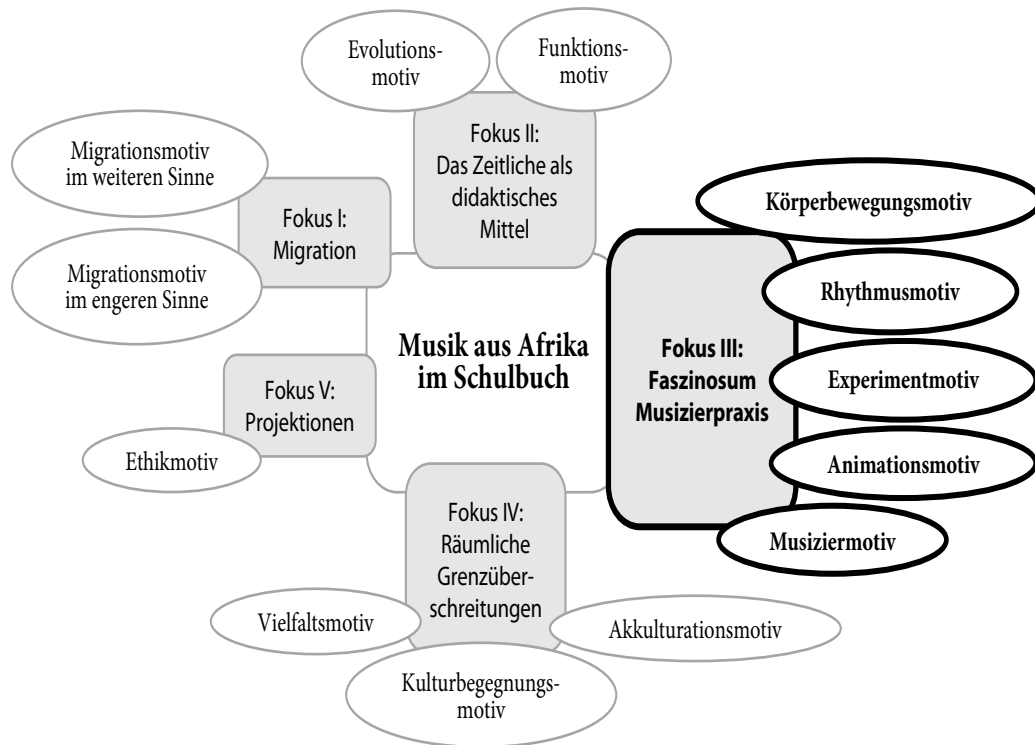 Evolutions-
motiv
Funktions-
motiv
Fokus II:
Das Zeitliche als
didaktisches
Mittel
Migrationsmotiv
im weiteren Sinne
Fokus I:
Migration
Migrationsmotiv
im engeren Sinne
Körperbewegungsmotiv
Rhythmusmotiv
Musik aus Afrika
im Schulbuch
Fokus III:
Faszinosum
Musizierpraxis
Experimentmotiv
Animationsmotiv
Musiziermotiv
Fokus V:
Projektionen
Ethikmotiv
Fokus IV:
Räumliche
Grenzüber-
schreitungen
Vielfaltsmotiv
Akkulturationsmotiv
Kulturbegegnungs-
motiv